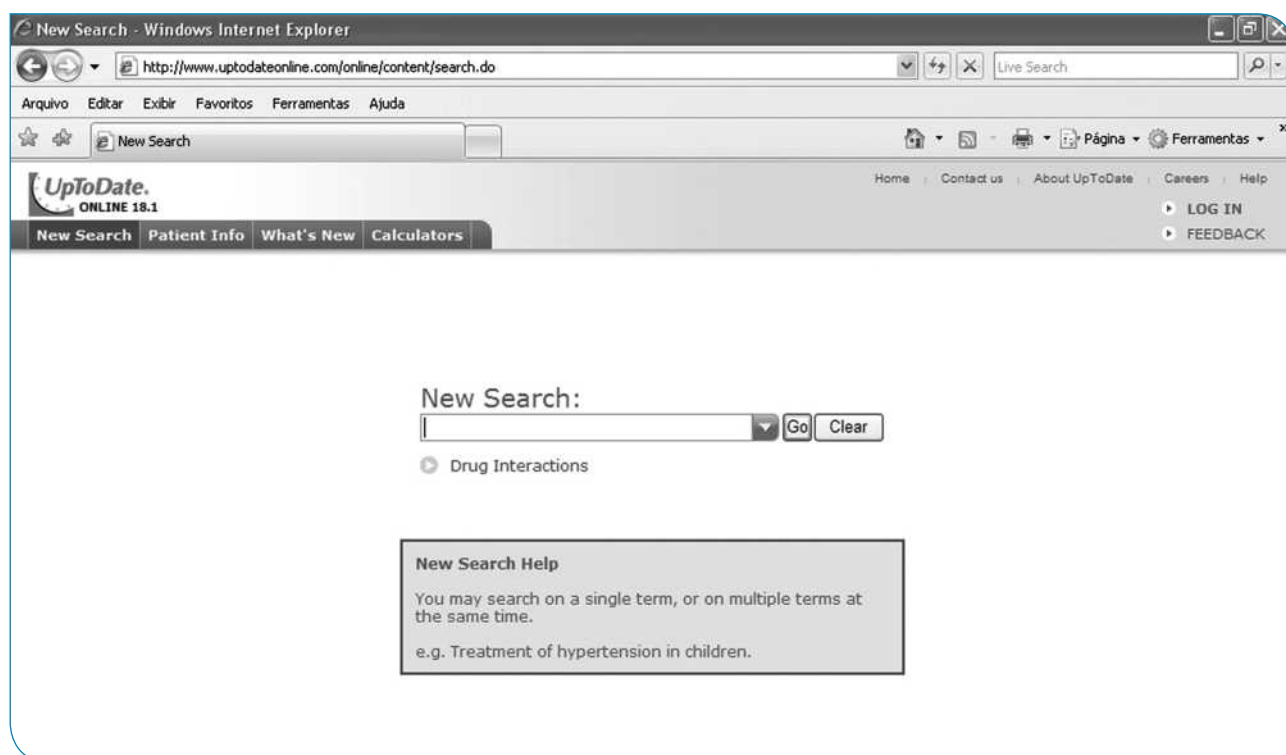 New Search - Windows Internet Explorer
http://www.uptodateonline.com/online/content/search.do
Live Search
Arquivo Editar Exibir Favoritos Ferramentas Ajuda
New Search
Página Ferramentas
UpToDate.
ONLINE 18.1
Home Contact us About UpToDate Careers Help
LOG IN
FEEDBACK
New Search Patient Info What's New Calculators
New Search:
Go Clear
Drug Interactions
New Search Help
You may search on a single term, or on multiple terms at
the same time.
e.g. Treatment of hypertension in children.